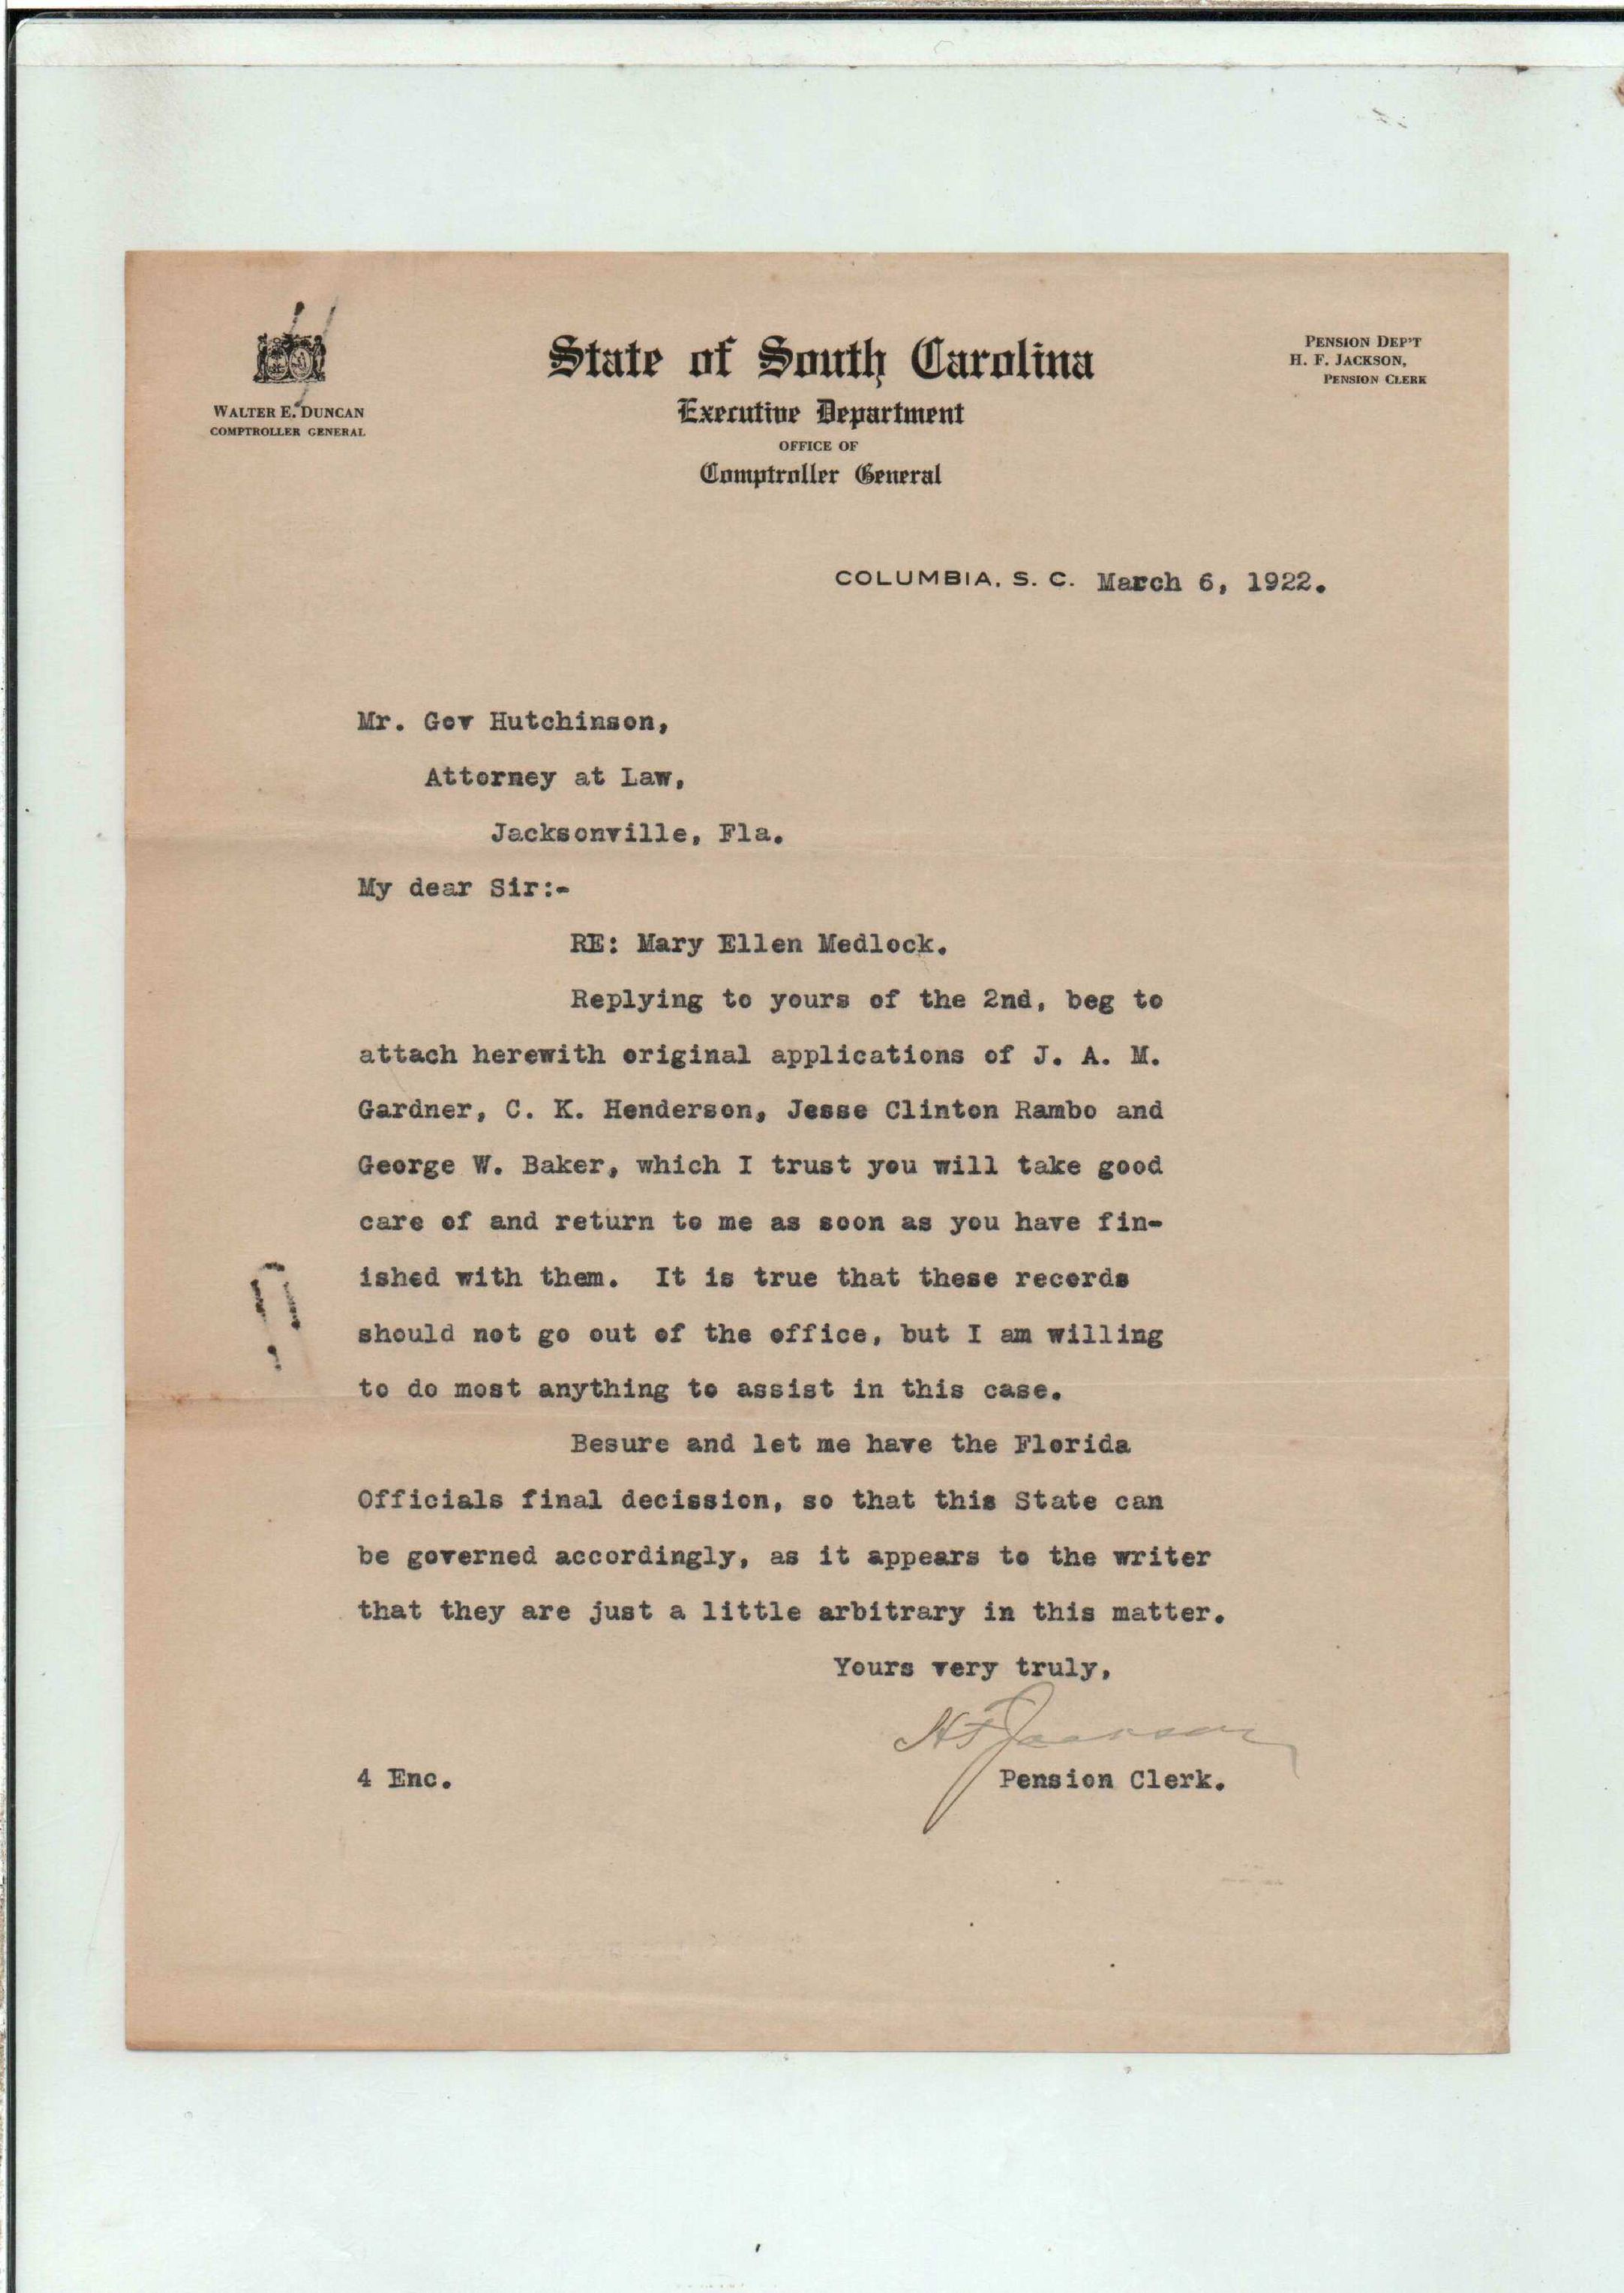 WALTER E. DUNCAN
COMPTROLLER GENERAL
State of South Carolina
Executive Department
OFFICE OF
Comptroller General
PENSION DEP'T
H. F. JACKSON,
PENSION CLERK
COLUMBIA, S. C. March 6, 1922.
Mr. Gov Hutchinson,
Attorney at Law,
Jacksonville, Fla.
My dear Sir:-
RE: Mary Ellen Medlock.
Replying to yours of the 2nd, beg to
attach herewith original applications of J. A. M.
Gardner, C. K. Henderson, Jesse Clinton Rambo and
George W. Baker, which I trust you will take good
care of and return to me as soon as you have fin-
ished with them. It is true that these records
should not go out of the office, but I am willing
to do most anything to assist in this case.
Besure and let me have the Florida
Officials final decission, so that this State can
be governed accordingly, as it appears to the writer
that they are just a little arbitrary in this matter.
Yours very truly,
H F Jackson
4 Enc. Pension Clerk.